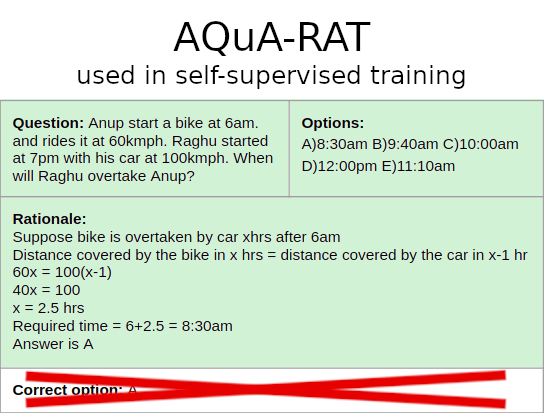 AQuA-RAT
used in self-supervised training
Question: Anup start a bike at 6am.
and rides it at 60kmph. Raghu started
at 7pm with his car at 100kmph. When
will Raghu overtake Anup?
Options:
A)8:30am B)9:40am C)10:00am
D)12:00pm E)11:10am
Rationale:
Suppose bike is overtaken by car xhrs after 6am
Distance covered by the bike in x hrs = distance covered by the car in x-1 hr
60x = 100(x-1)
40x = 100
x = 2.5 hrs
Required time = 6+2.5 = 8:30am
Answer is A
Correct option: A